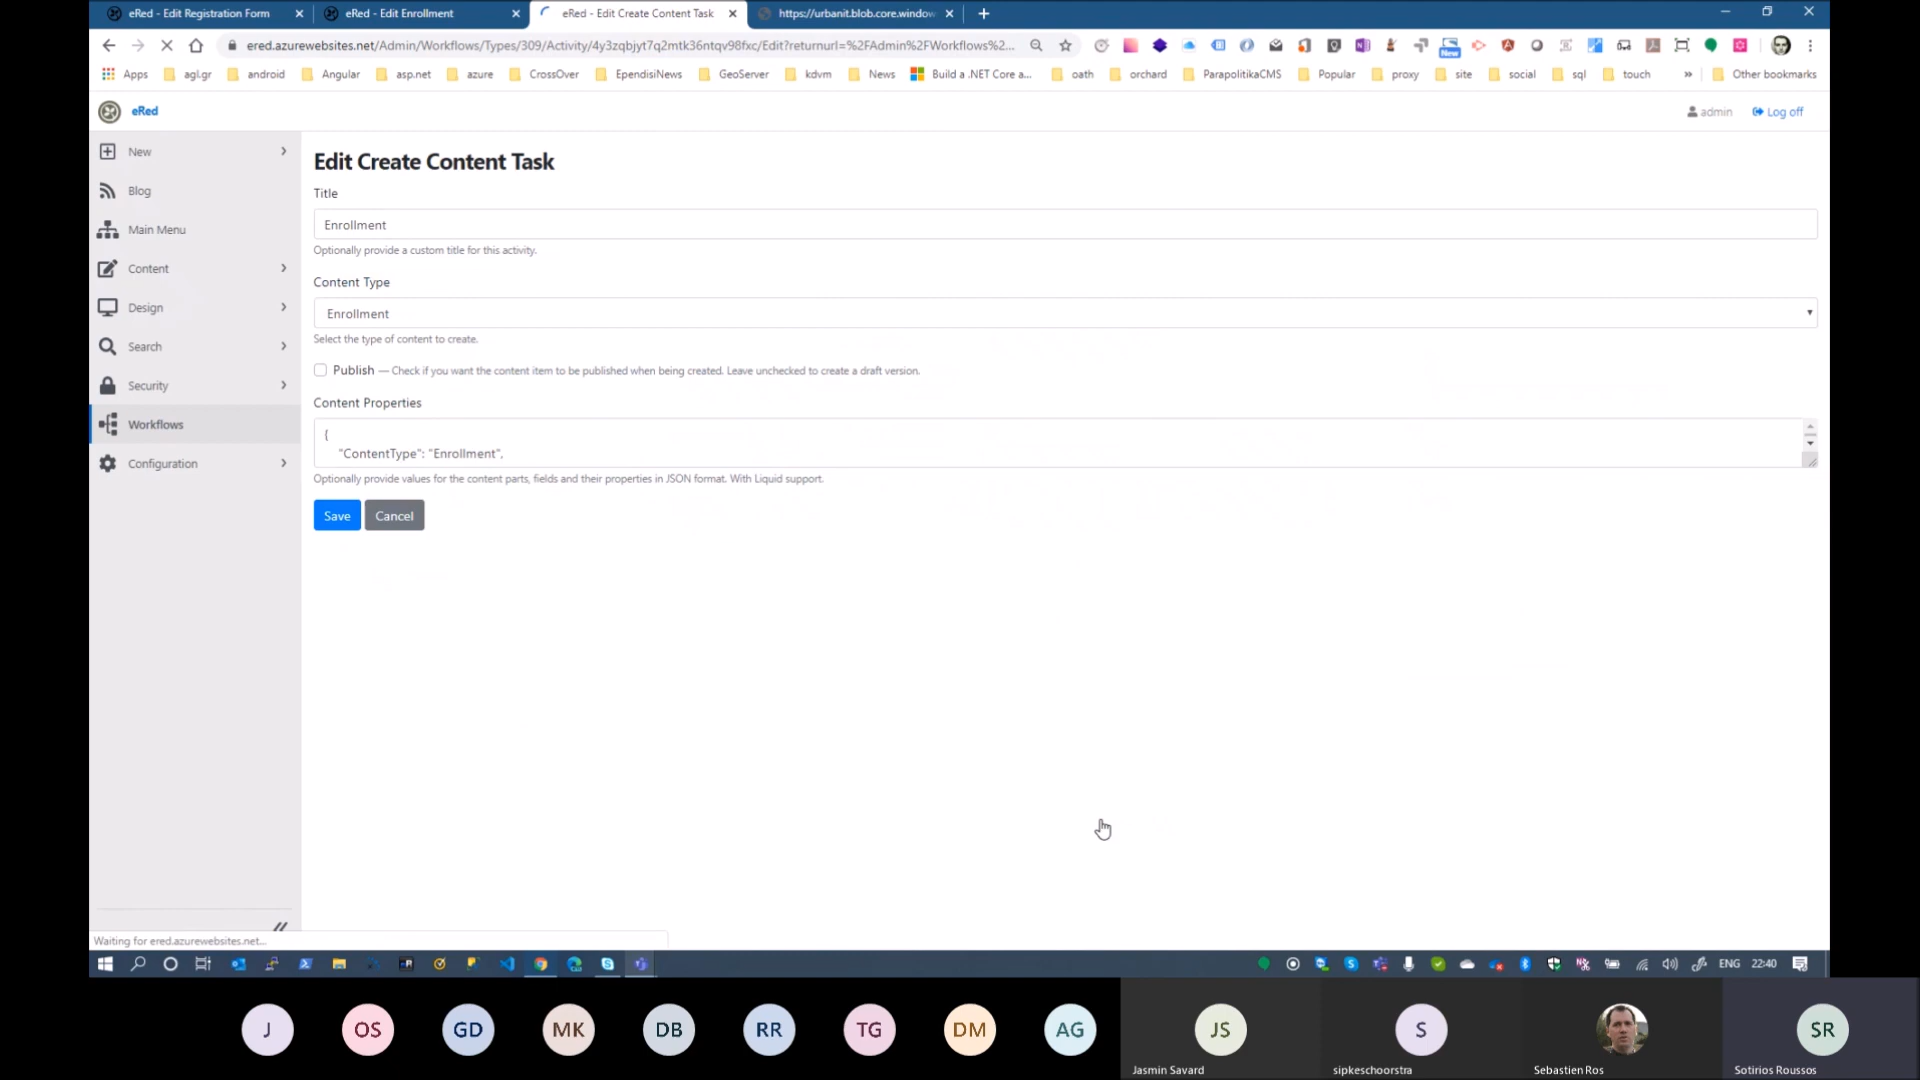 eRed - Edit Registration Form
eRed - Edit Enrollment
eRed - Edit Create Content Task
https://urbanit.blob.core.window
ered.azurewebsites.net/Admin/Workflows/Types/309/Activity/4y3zqbjyt7q2mtk36ntqv98fxc/Edit?returnurl=%2FAdmin%2FWorkflows%2...
New
Apps
agl.gr
android
Angular
asp.net
azure
CrossOver
EpendisiNews
GeoServer
kdvm
News
Build a .NET Core a...
oath
orchard
ParapolitikaCMS
Popular
proxy
site
social
sql
touch
»
Other bookmarks
eRed
admin
Log off
New
Blog
Main Menu
Content
Design
Search
Security
Workflows
Configuration
Edit Create Content Task
Title
Enrollment
Optionally provide a custom title for this activity.
Content Type
Enrollment
Select the type of content to create.
Publish — Check if you want the content item to be published when being created. Leave unchecked to create a draft version.
Content Properties
{
"ContentType": "Enrollment",
Optionally provide values for the content parts, fields and their properties in JSON format. With Liquid support.
Save
Cancel
Waiting for ered.azurewebsites.net...
ENG
22:40
J
OS
GD
MK
DB
RR
TG
DM
AG
JS
S
SR
Jasmin Savard
sipkeschoorstra
Sebastien Ros
Sotirios Roussos